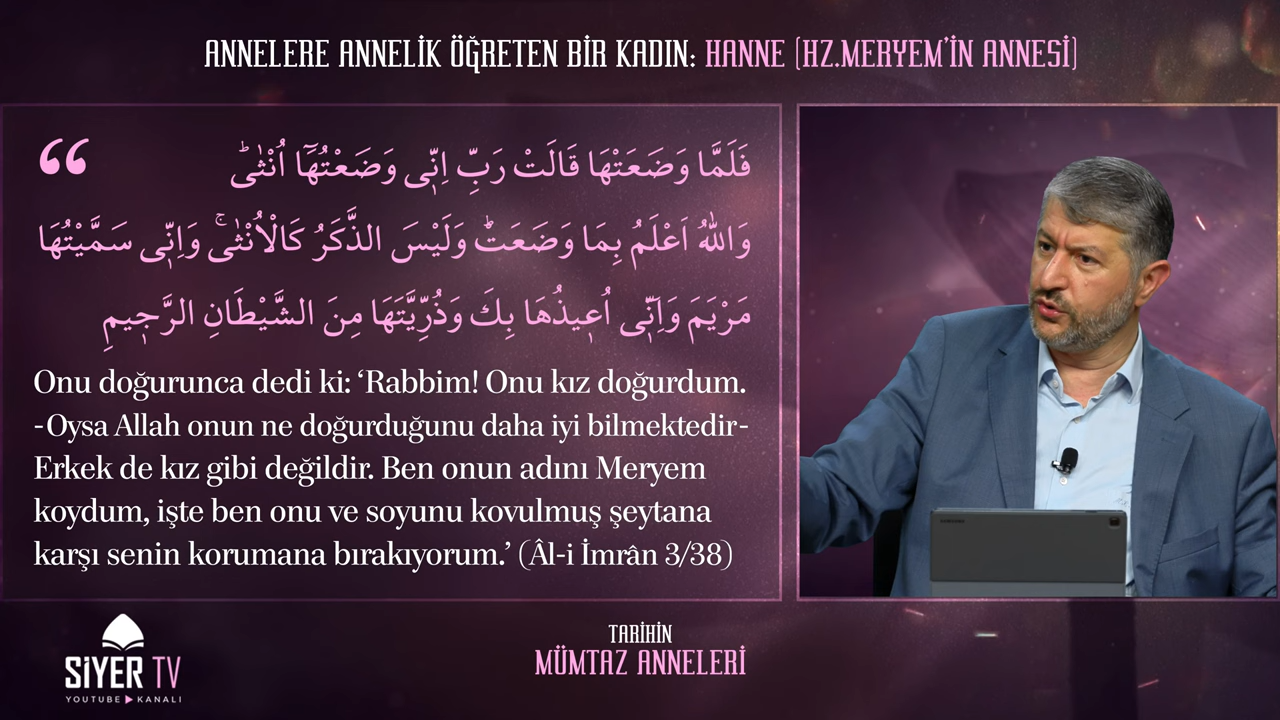 ANNELERE ANNELİK ÖĞRETEN BİR KADIN: HANNE (HZ.MERYEM'İN ANNESİ)
“
فَلَمَّا وَضَعَتْهَا قَالَتْ رَبِّ اِنّ۪ي وَضَعْتُهَٓا اُنْثٰىۜ
وَاللّٰهُ اَعْلَمُ بِمَا وَضَعَتْۜ وَلَيْسَ الذَّكَرُ كَالْاُنْثٰىۚ وَاِنّ۪ي سَمَّيْتُهَا
مَرْيَمَ وَاِنّ۪ٓي اُع۪يذُهَا بِكَ وَذُرِّيَّتَهَا مِنَ الشَّيْطَانِ الرَّج۪يمِ
Onu doğurunca dedi ki: ‘Rabbim! Onu kız doğurdum.
-Oysa Allah onun ne doğurduğunu daha iyi bilmektedir-
Erkek de kız gibi değildir. Ben onun adını Meryem
koydum, işte ben onu ve soyunu kovulmuş şeytana
karşı senin korumana bırakıyorum.’ (Âl-i İmrân 3/38)
SAMSUNG
SİYER TV
YOUTUBE KANALI
TARİHİN
MÜMTAZ ANNELERİ